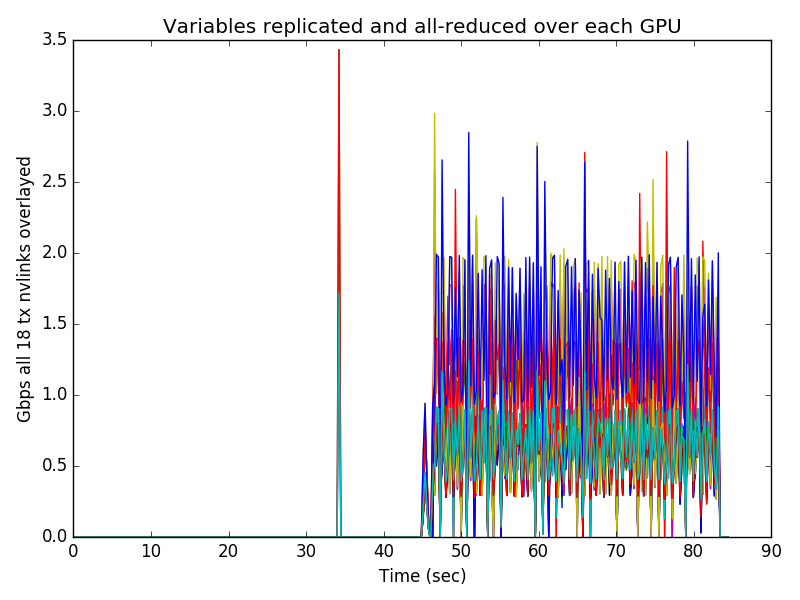 Variables replicated and all-reduced over each GPU
Gbps all 18 tx nvlinks overlayed
3.5
3.0
2.5
2.0
1.5
1.0
0.5
0.0
0 10 20 30 40 50 60 70 80 90
Time (sec)